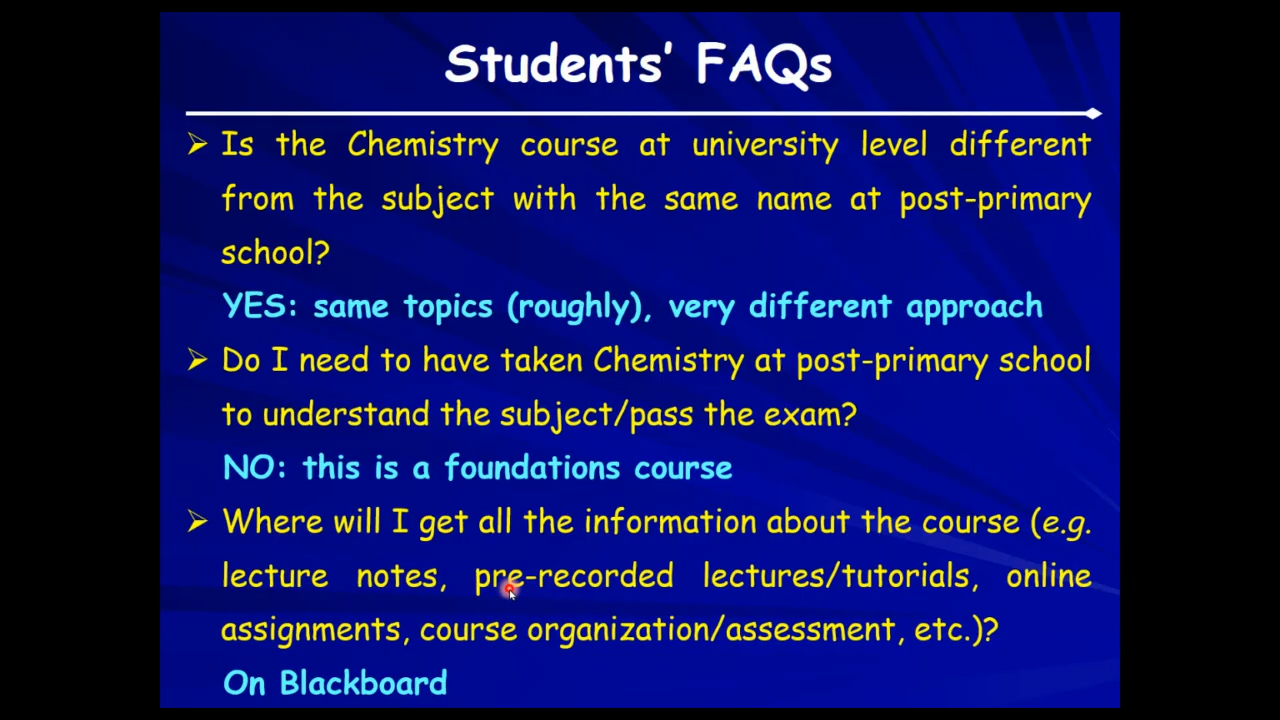 Students’ FAQs
➢ Is the Chemistry course at university level different
from the subject with the same name at post-primary
school?
YES: same topics (roughly), very different approach
➢ Do I need to have taken Chemistry at post-primary school
to understand the subject/pass the exam?
NO: this is a foundations course
➢ Where will I get all the information about the course (e.g.
lecture notes, pre-recorded lectures/tutorials, online
assignments, course organization/assessment, etc.)?
On Blackboard